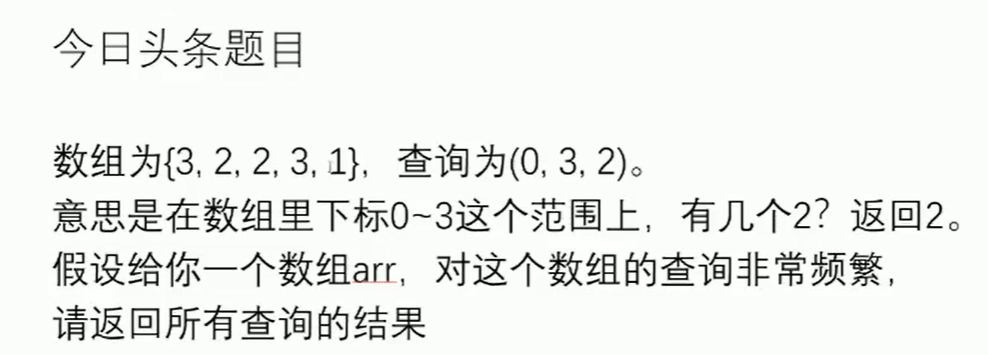 今日头条题目
数组为{3, 2, 2, 3, 1}，查询为(0, 3, 2)。
意思是在数组里下标0~3这个范围上，有几个2？返回2。
假设给你一个数组arr，对这个数组的查询非常频繁，
请返回所有查询的结果